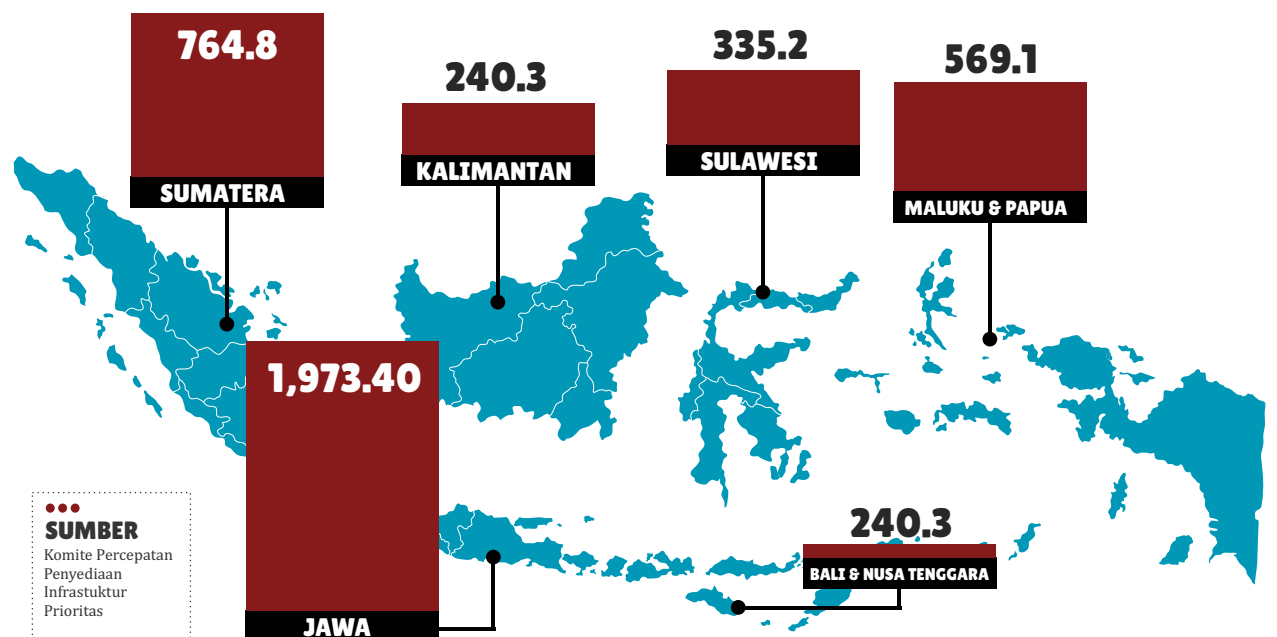 764.8
SUMATERA
240.3
KALIMANTAN
335.2
SULAWESI
569.1
MALUKU & PAPUA
1,973.40
JAWA
240.3
BALI & NUSA TENGGARA
SUMBER
Komite Percepatan
Penyediaan
Infrastuktur
Prioritas